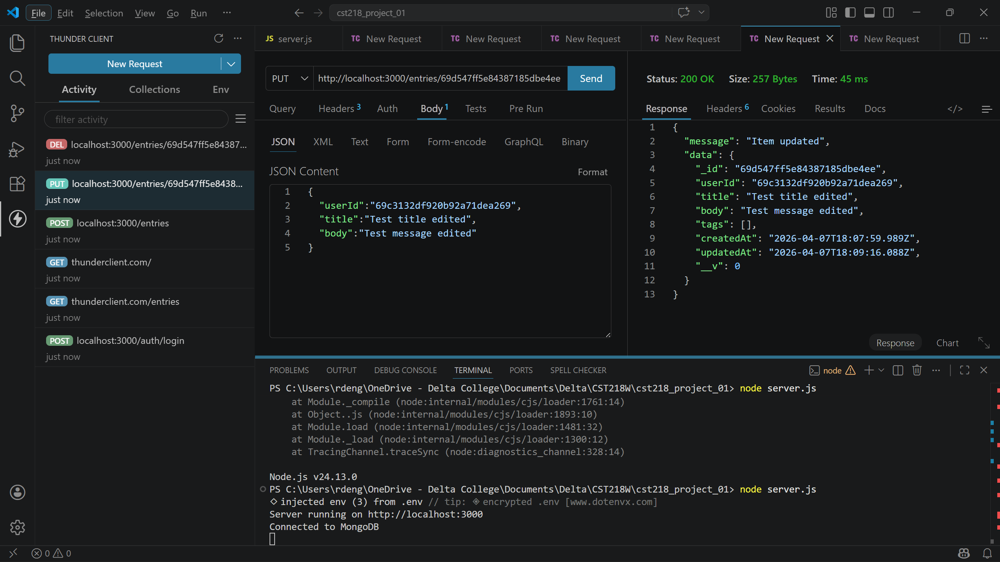 File Edit Selection View Go Run ... cst218_project_01
THUNDER CLIENT
New Request
Activity Collections Env
filter activity
DEL localhost:3000/entries/69d547ff5e84387...
just now
PUT localhost:3000/entries/69d547ff5e8438...
just now
POST localhost:3000/entries
just now
GET thunderclient.com/
just now
GET thunderclient.com/entries
just now
POST localhost:3000/auth/login
just now
JS server.js TC New Request TC New Request TC New Request TC New Request TC New Request TC New Request
PUT http://localhost:3000/entries/69d547ff5e84387185dbe4ee Send
Query Headers 3 Auth Body 1 Tests Pre Run
JSON XML Text Form Form-encode GraphQL Binary
JSON Content Format
1 {
2 "userId":"69c3132df920b92a71dea269",
3 "title":"Test title edited",
4 "body":"Test message edited"
5 }
Status: 200 OK Size: 257 Bytes Time: 45 ms
Response Headers 6 Cookies Results Docs </>
1 {
2 "message": "Item updated",
3 "data": {
4 "_id": "69d547ff5e84387185dbe4ee",
5 "userId": "69c3132df920b92a71dea269",
6 "title": "Test title edited",
7 "body": "Test message edited",
8 "tags": [],
9 "createdAt": "2026-04-07T18:07:59.989Z",
10 "updatedAt": "2026-04-07T18:09:16.088Z",
11 "__v": 0
12 }
13 }
Response Chart
PROBLEMS OUTPUT DEBUG CONSOLE TERMINAL PORTS SPELL CHECKER node
PS C:\Users\rdeng\OneDrive - Delta College\Documents\Delta\CST218W\cst218_project_01> node server.js
at Module._compile (node:internal/modules/cjs/loader:1761:14)
at Object..js (node:internal/modules/cjs/loader:1893:10)
at Module.load (node:internal/modules/cjs/loader:1481:32)
at Module._load (node:internal/modules/cjs/loader:1300:12)
at TracingChannel.traceSync (node:diagnostics_channel:328:14)
Node.js v24.13.0
PS C:\Users\rdeng\OneDrive - Delta College\Documents\Delta\CST218W\cst218_project_01> node server.js
◇ injected env (3) from .env // tip: ◈ encrypted .env [www.dotenvx.com]
Server running on http://localhost:3000
Connected to MongoDB
0 0